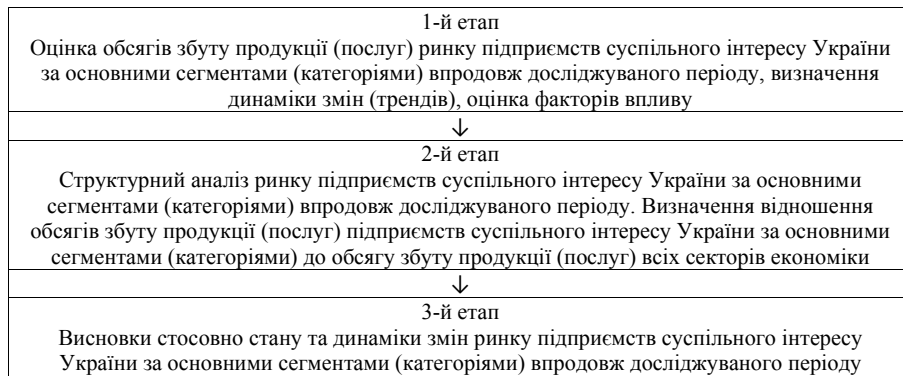 1-й етап
Оцінка обсягів збуту продукції (послуг) ринку підприємств суспільного інтересу України
за основними сегментами (категоріями) впродовж досліджуваного періоду, визначення
динаміки змін (трендів), оцінка факторів впливу
↓
2-й етап
Структурний аналіз ринку підприємств суспільного інтересу України за основними
сегментами (категоріями) впродовж досліджуваного періоду. Визначення відношення
обсягів збуту продукції (послуг) підприємств суспільного інтересу України за основними
сегментами (категоріями) до обсягу збуту продукції (послуг) всіх секторів економіки
↓
3-й етап
Висновки стосовно стану та динаміки змін ринку підприємств суспільного інтересу
України за основними сегментами (категоріями) впродовж досліджуваного періоду